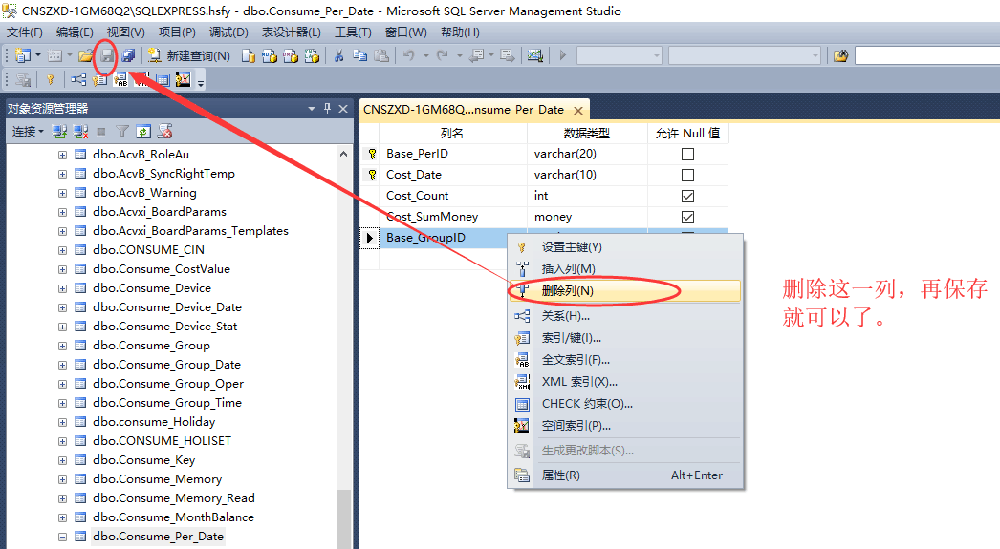 CNSZXD-1GM68Q2\SQLEXPRESS.hsfy - dbo.Consume_Per_Date - Microsoft SQL Server Management Studio
文件(F) 编辑(E) 视图(V) 项目(P) 调试(D) 表设计器(L) 工具(T) 窗口(W) 帮助(H)
新建查询(N)
对象资源管理器
连接
dbo.AcvB_RoleAu
dbo.AcvB_SyncRightTemp
dbo.AcvB_Warning
dbo.Acvxi_BoardParams
dbo.Acvxi_BoardParams_Templates
dbo.CONSUME_CIN
dbo.Consume_CostValue
dbo.Consume_Device
dbo.Consume_Device_Date
dbo.Consume_Device_Stat
dbo.Consume_Group
dbo.Consume_Group_Date
dbo.Consume_Group_Oper
dbo.Consume_Group_Time
dbo.consume_Holiday
dbo.CONSUME_HOLISET
dbo.Consume_Key
dbo.Consume_Memory
dbo.Consume_Memory_Read
dbo.Consume_MonthBalance
dbo.Consume_Per_Date
CNSZXD-1GM68Q...nsume_Per_Date
列名 数据类型 允许 Null 值
Base_PerID varchar(20)
Cost_Date varchar(10)
Cost_Count int
Cost_SumMoney money
Base_GroupID
设置主键(Y)
插入列(M)
删除列(N)
关系(H)...
索引/键(I)...
全文索引(F)...
XML 索引(X)...
CHECK 约束(O)...
空间索引(P)...
生成更改脚本(S)...
属性(R) Alt+Enter
删除这一列，再保存
就可以了。